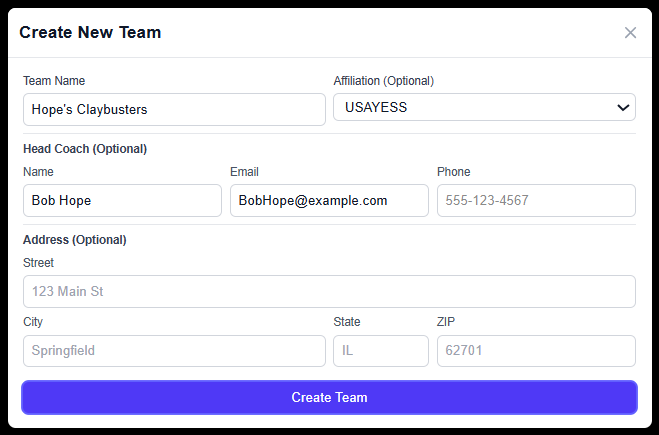 Create New Team
Team Name Affiliation (Optional)
Hope's Claybusters USAYESS
Head Coach (Optional)
Name Email Phone
Bob Hope BobHope@example.com 555-123-4567
Address (Optional)
Street
123 Main St
City State ZIP
Springfield IL 62701
Create Team